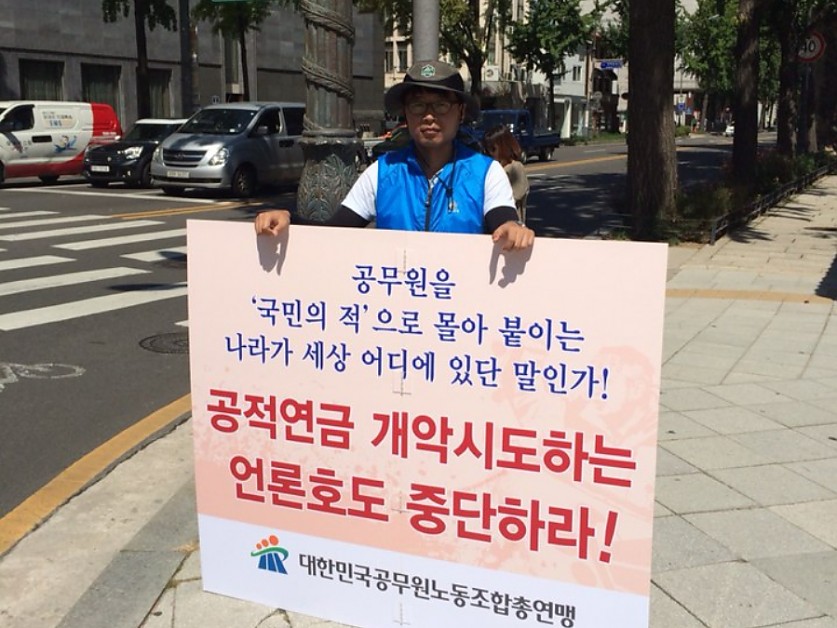 공무원을
‘국민의 적’으로 몰아 붙이는
나라가 세상 어디에 있단 말인가!
공적연금 개악시도하는
언론호도 중단하라!
대한민국공무원노동조합총연맹